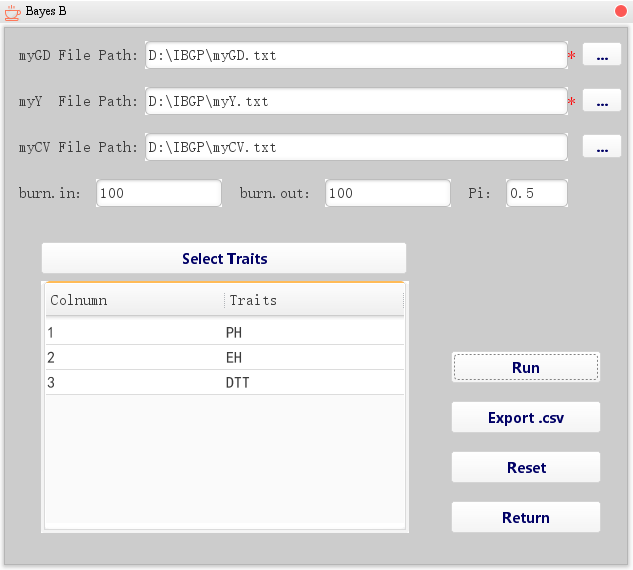 Bayes B
myGD File Path: D:\IBGP\myGD.txt * ...
myY File Path: D:\IBGP\myY.txt * ...
myCV File Path: D:\IBGP\myCV.txt ...
burn.in: 100 burn.out: 100 Pi: 0.5
Select Traits
Colnumn Traits
1 PH
2 EH
3 DTT
Run
Export .csv
Reset
Return